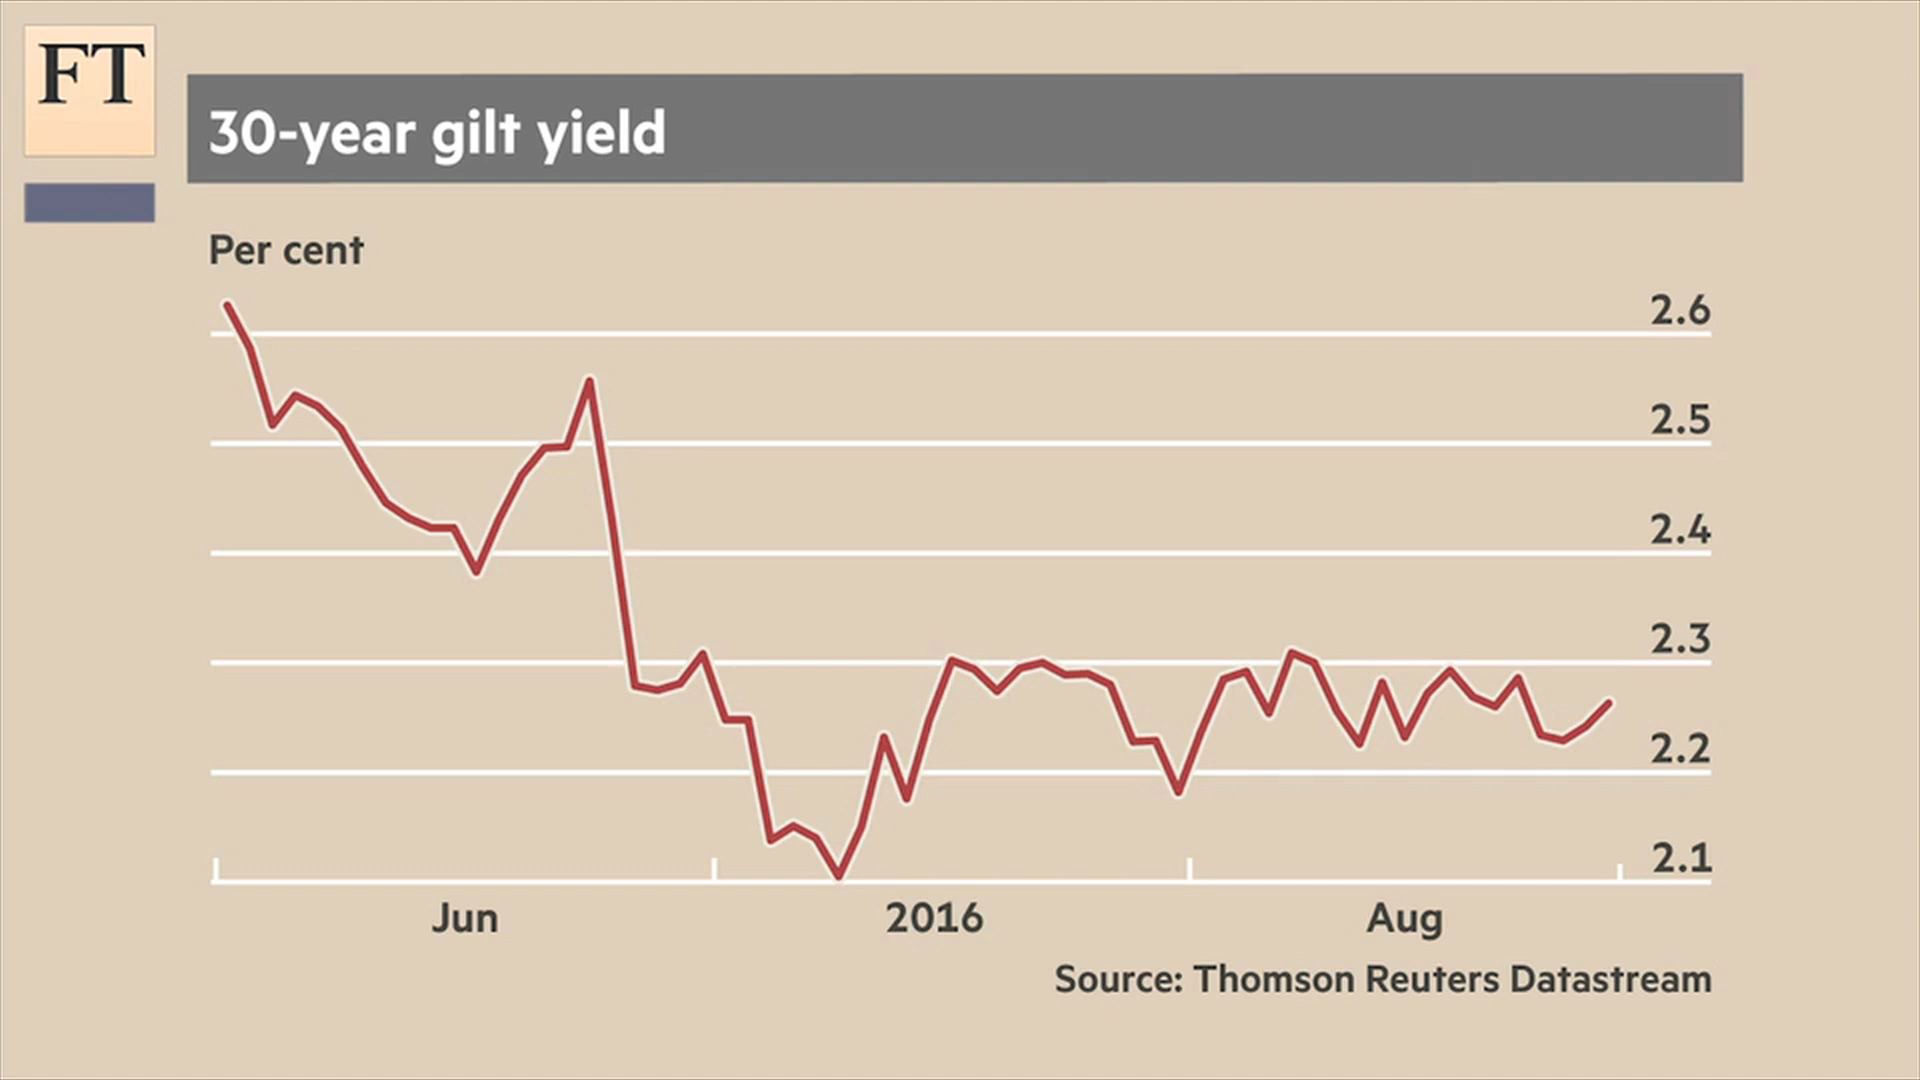 FT
30-year gilt yield
Per cent
2.6
2.5
2.4
2.3
2.2
2.1
Jun 2016 Aug
Source: Thomson Reuters Datastream